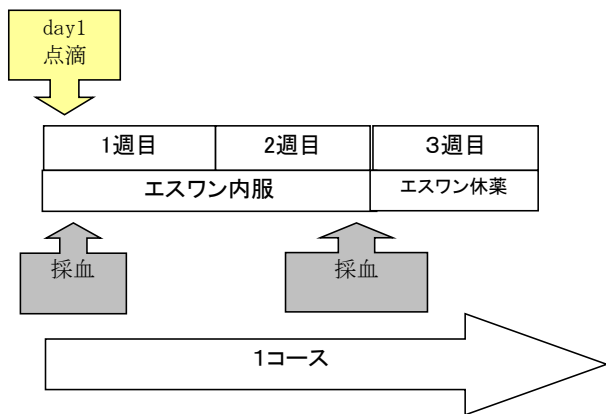 day1
点滴
1週目
2週目
3週目
エスワン内服
エスワン休薬
採血
採血
1コース